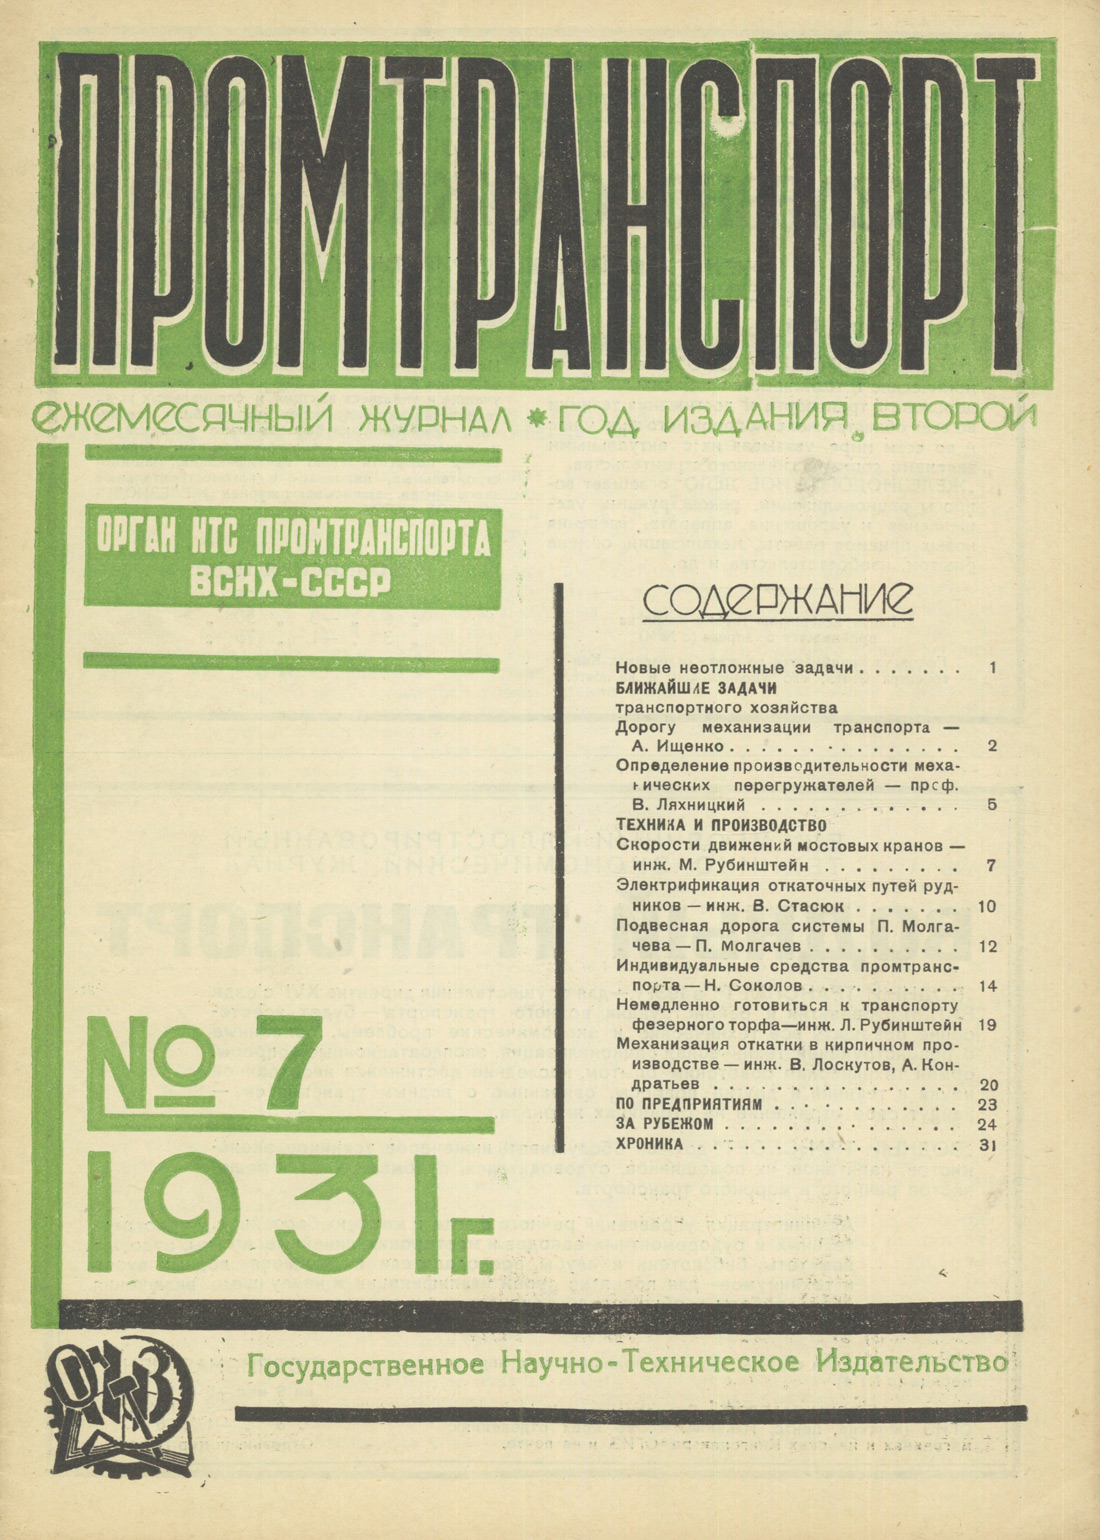 ПРОМТРАНСПОРТ
ЕЖЕМЕСЯЧНЫЙ ЖУРНАЛ * ГОД ИЗДАНИЯ ВТОРОЙ
ОРГАН НТС ПРОМТРАНСПОРТА
ВСНХ-СССР
№ 7
1931 г.
СОДЕРЖАНИЕ
Новые неотложные задачи . . . . . . . 1
БЛИЖАЙШИЕ ЗАДАЧИ
транспортного хозяйства
Дорогу механизации транспорта —
А. Ищенко . . . . . . . . . . . . . . . 2
Определение производительности меха-
нических перегружателей — проф.
В. Ляхницкий . . . . . . . . . . . . . 5
ТЕХНИКА И ПРОИЗВОДСТВО
Скорости движений мостовых кранов —
инж. М. Рубинштейн . . . . . . . . . 7
Электрификация откаточных путей руд-
ников — инж. В. Стасюк . . . . . . . 10
Подвесная дорога системы П. Молга-
чева — П. Молгачев . . . . . . . . . . 12
Индивидуальные средства промтранс-
порта — Н. Соколов . . . . . . . . . . 14
Немедленно готовиться к транспорту
фезерного торфа—инж. Л. Рубинштейн 19
Механизация откатки в кирпичном про-
изводстве — инж. В. Лоскутов, А. Кон-
дратьев . . . . . . . . . . . . . . . . 20
ПО ПРЕДПРИЯТИЯМ . . . . . . . . . . . . 23
ЗА РУБЕЖОМ . . . . . . . . . . . . . . . 24
ХРОНИКА . . . . . . . . . . . . . . . . . 31
ОГИЗ
Государственное Научно-Техническое Издательство